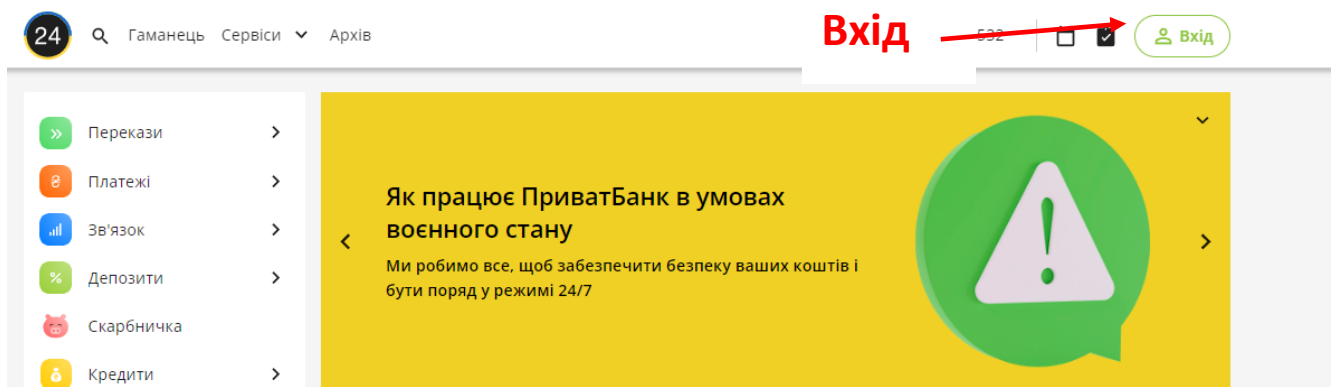 24 Гаманець Сервіси Архів Вхід Вхід
Перекази
Платежі
Зв'язок
Депозити
Скарбничка
Кредити
Як працює ПриватБанк в умовах
воєнного стану
Ми робимо все, щоб забезпечити безпеку ваших коштів і
бути поряд у режимі 24/7